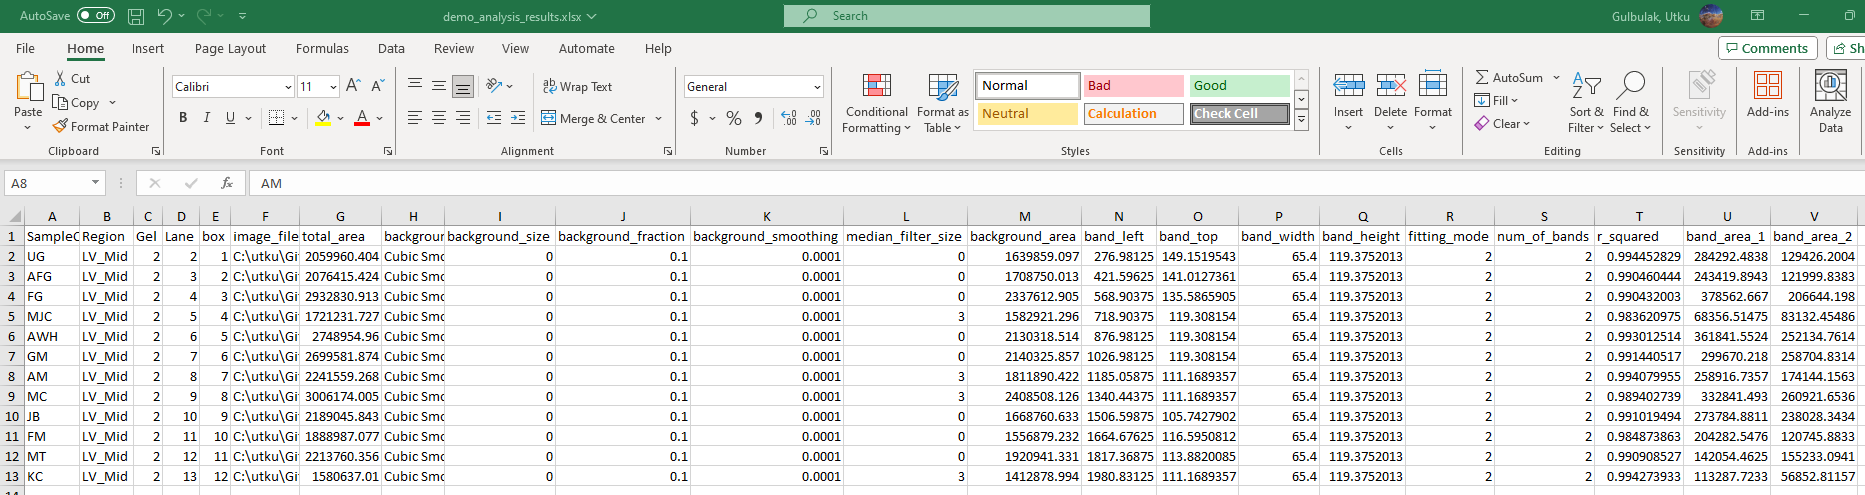 AutoSave Off demo_analysis_results.xlsx Search Gulbulak, Utku
File Home Insert Page Layout Formulas Data Review View Automate Help Comments Sh
Cut
Copy
Format Painter
Paste
Clipboard
Calibri 11 A A
B I U A
Font
ab Wrap Text
Merge & Center
Alignment
General
$ % 9
Number
Conditional Formatting
Format as Table
Normal Bad Good
Neutral Calculation Check Cell
Styles
Insert Delete Format
Cells
AutoSum
Fill
Clear
Sort & Filter
Find & Select
Editing
Sensitivity
Sensitivity
Add-ins
Add-ins
Analyze Data
A8 fx AM
A B C D E F G H I J K L M N O P Q R S T U V
1 SampleC Region Gel Lane box image_file total_area backgroun background_size background_fraction background_smoothing median_filter_size background_area band_left band_top band_width band_height fitting_mode num_of_bands r_squared band_area_1 band_area_2
2 UG LV_Mid 2 2 1 C:\utku\Gi 2059960.404 Cubic Smo 0 0.1 0.0001 0 1639859.097 276.98125 149.1519543 65.4 119.3752013 2 2 0.994452829 284292.4838 129426.2004
3 AFG LV_Mid 2 3 2 C:\utku\Gi 2076415.424 Cubic Smo 0 0.1 0.0001 0 1708750.013 421.59625 141.0127361 65.4 119.3752013 2 2 0.990460444 243419.8943 121999.8383
4 FG LV_Mid 2 4 3 C:\utku\Gi 2932830.913 Cubic Smo 0 0.1 0.0001 0 2337612.905 568.90375 135.5865905 65.4 119.3752013 2 2 0.990432003 378562.667 206644.198
5 MJC LV_Mid 2 5 4 C:\utku\Gi 1721231.727 Cubic Smo 0 0.1 0.0001 3 1582921.296 718.90375 119.308154 65.4 119.3752013 2 2 0.983620975 68356.51475 83132.45486
6 AWH LV_Mid 2 6 5 C:\utku\Gi 2748954.96 Cubic Smo 0 0.1 0.0001 0 2130318.514 876.98125 119.308154 65.4 119.3752013 2 2 0.993012514 361841.5524 252134.7614
7 GM LV_Mid 2 7 6 C:\utku\Gi 2699581.874 Cubic Smo 0 0.1 0.0001 0 2140325.857 1026.98125 119.308154 65.4 119.3752013 2 2 0.991440517 299670.218 258704.8314
8 AM LV_Mid 2 8 7 C:\utku\Gi 2241559.268 Cubic Smo 0 0.1 0.0001 3 1811890.422 1185.05875 111.1689357 65.4 119.3752013 2 2 0.994079955 258916.7357 174144.1563
9 MC LV_Mid 2 9 8 C:\utku\Gi 3006174.005 Cubic Smo 0 0.1 0.0001 3 2408508.126 1340.44375 111.1689357 65.4 119.3752013 2 2 0.989402739 332841.493 260921.6536
10 JB LV_Mid 2 10 9 C:\utku\Gi 2189045.843 Cubic Smo 0 0.1 0.0001 0 1668760.633 1506.59875 105.7427902 65.4 119.3752013 2 2 0.991019494 273784.8811 238028.3434
11 FM LV_Mid 2 11 10 C:\utku\Gi 1888987.077 Cubic Smo 0 0.1 0.0001 0 1556879.232 1664.67625 116.5950812 65.4 119.3752013 2 2 0.984873863 204282.5476 120745.8833
12 MT LV_Mid 2 12 11 C:\utku\Gi 2213760.356 Cubic Smo 0 0.1 0.0001 0 1920941.331 1817.36875 113.8820085 65.4 119.3752013 2 2 0.990908527 142054.4625 155233.0941
13 KC LV_Mid 2 13 12 C:\utku\Gi 1580637.01 Cubic Smo 0 0.1 0.0001 3 1412878.994 1980.83125 111.1689357 65.4 119.3752013 2 2 0.994273933 113287.7233 56852.81157